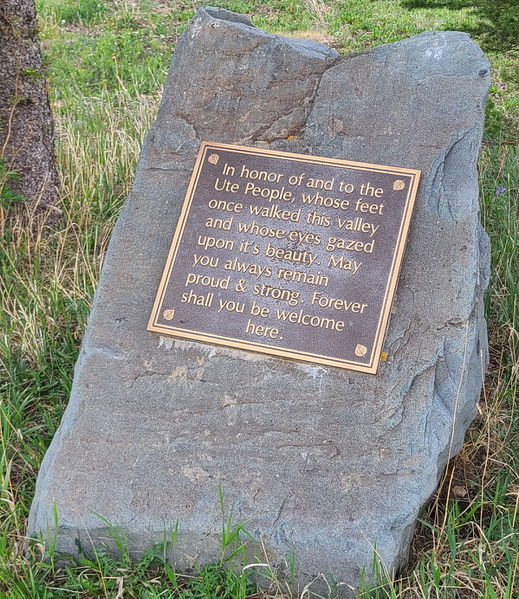 In honor of and to the
Ute People, whose feet
once walked this valley
and whose eyes gazed
upon it's beauty. May
you always remain
proud & strong. Forever
shall you be welcome
here.